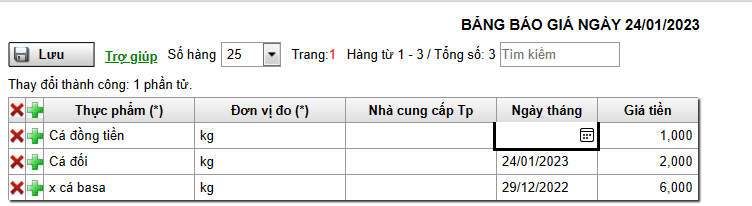 BẢNG BÁO GIÁ NGÀY 24/01/2023
Lưu Trợ giúp Số hàng 25 Trang:1 Hàng từ 1 - 3 / Tổng số: 3 Tìm kiếm
Thay đổi thành công: 1 phần tử.
Thực phẩm (*) Đơn vị đo (*) Nhà cung cấp Tp Ngày tháng Giá tiền
Cá đồng tiền kg 1,000
Cá đối kg 24/01/2023 2,000
x cá basa kg 29/12/2022 6,000